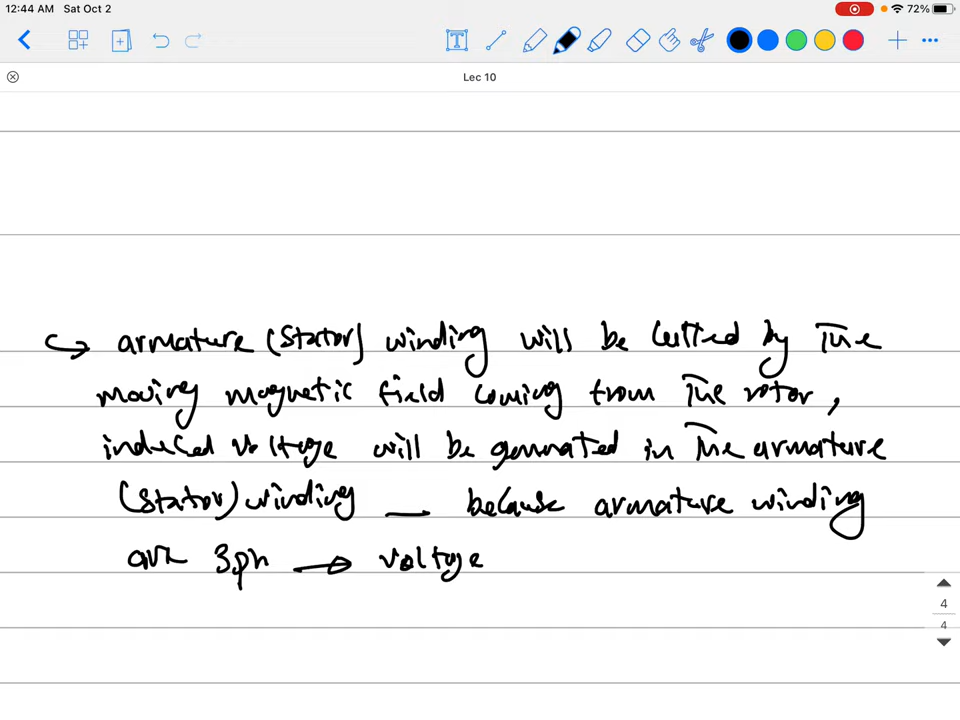 12:44 AM Sat Oct 2
72%
Lec 10
↪ armature (stator) winding will be cutted by The
moving magnetic field coming from The rotor,
induced voltage will be generated in The armature
(stator) winding — because armature winding
are 3ph → voltage
4
4